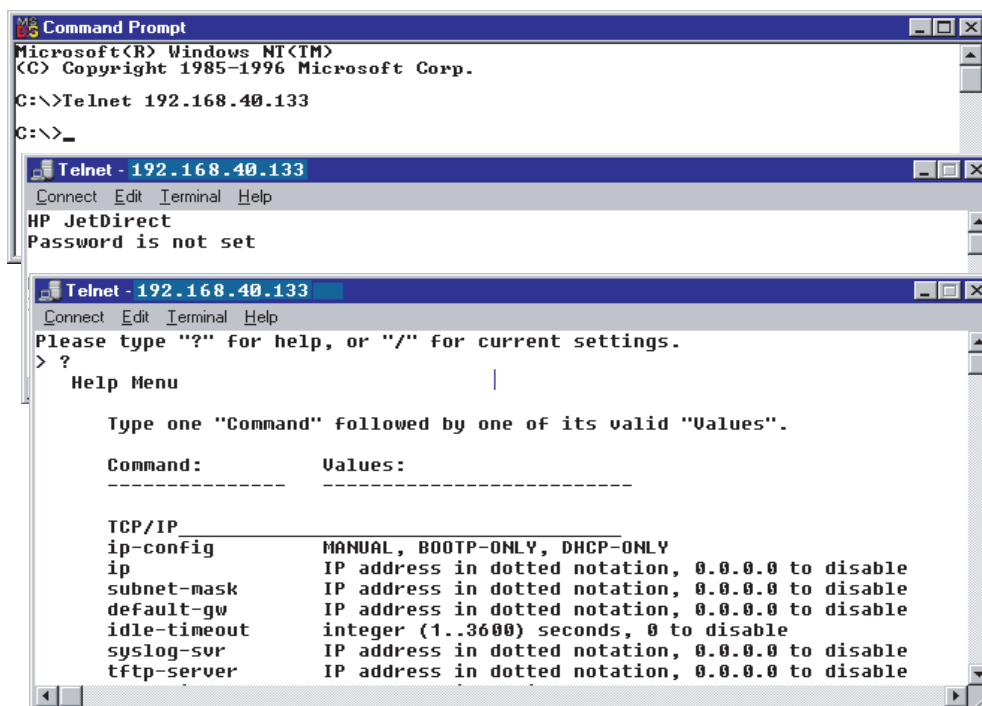 Command Prompt
Microsoft(R) Windows NT(TM)
(C) Copyright 1985-1996 Microsoft Corp.
C:\>Telnet 192.168.40.133
C:\>_
Telnet - 192.168.40.133
Connect Edit Terminal Help
HP JetDirect
Password is not set
Telnet - 192.168.40.133
Connect Edit Terminal Help
Please type "?" for help, or "/" for current settings.
> ?
Help Menu
Type one "Command" followed by one of its valid "Values".
Command: Values:
--------------- --------------------------
TCP/IP_____________________________________
ip-config MANUAL, BOOTP-ONLY, DHCP-ONLY
ip IP address in dotted notation, 0.0.0.0 to disable
subnet-mask IP address in dotted notation, 0.0.0.0 to disable
default-gw IP address in dotted notation, 0.0.0.0 to disable
idle-timeout integer (1..3600) seconds, 0 to disable
syslog-svr IP address in dotted notation, 0.0.0.0 to disable
tftp-server IP address in dotted notation, 0.0.0.0 to disable